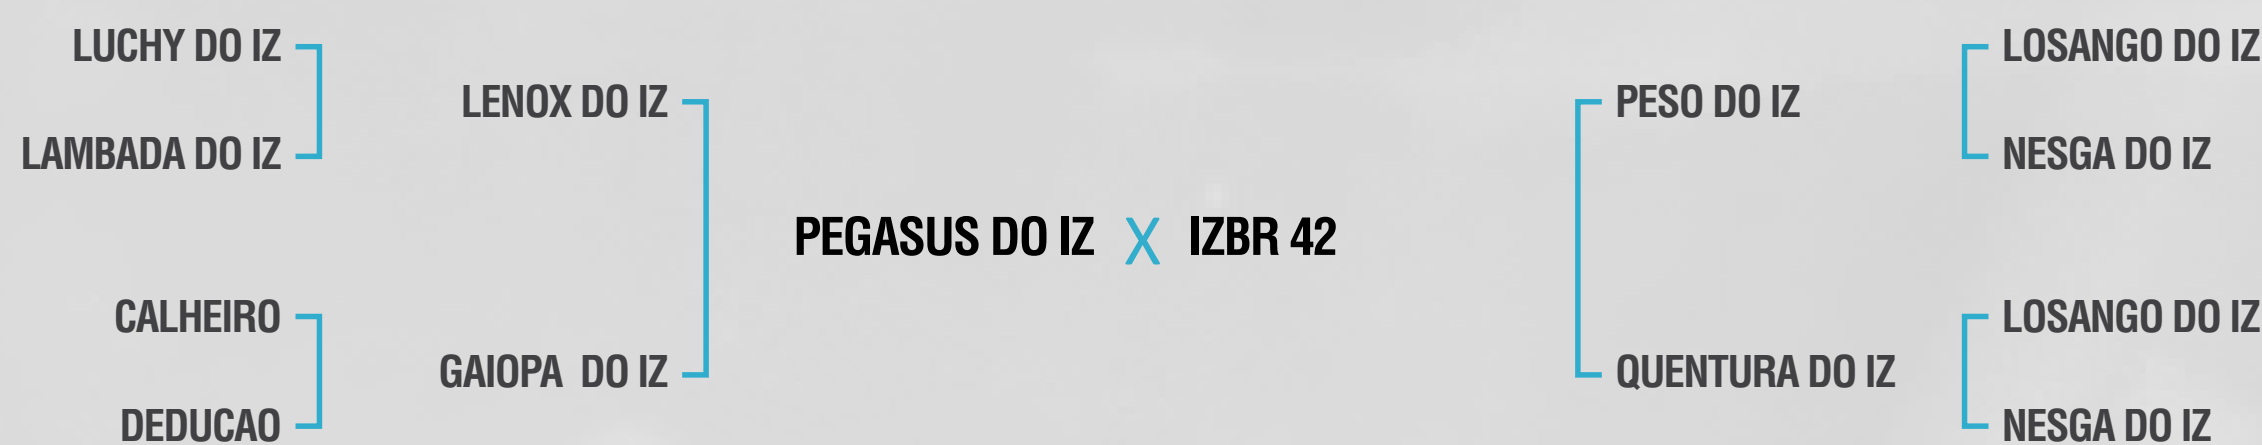 LUCHY DO IZ
LAMBADA DO IZ
CALHEIRO
DEDUCAO
LENOX DO IZ
GAIOPA DO IZ
PEGASUS DO IZ X IZBR 42
PESO DO IZ
QUENTURA DO IZ
LOSANGO DO IZ
NESGA DO IZ
LOSANGO DO IZ
NESGA DO IZ